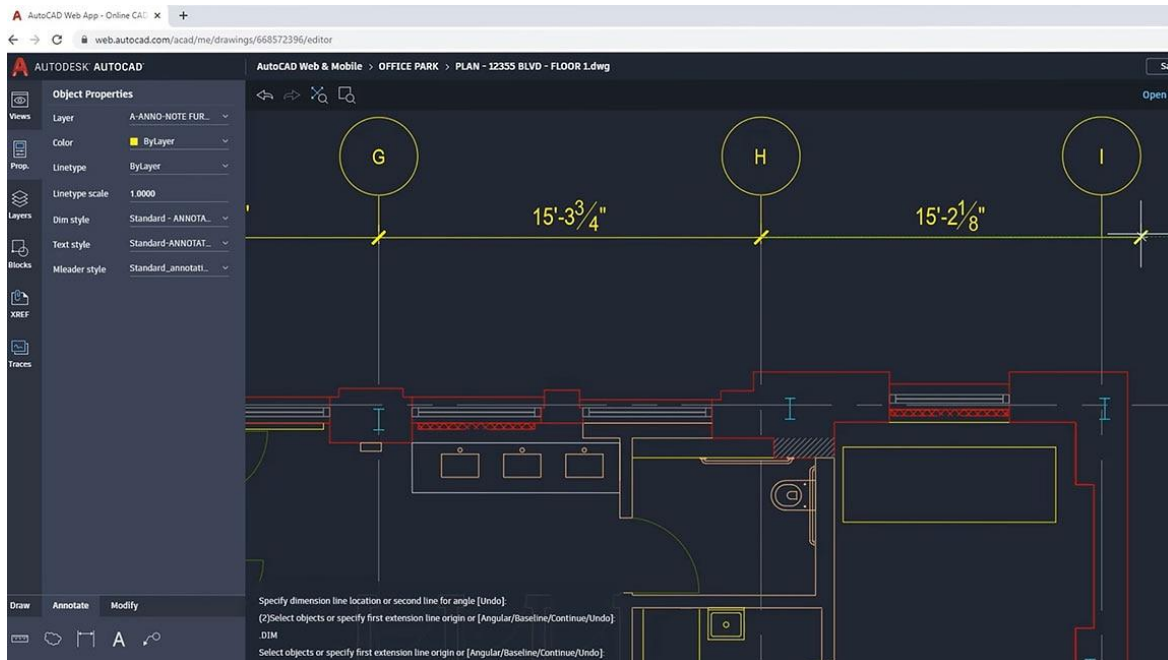 AutoCAD Web App - Online CAD
web.autocad.com/acad/me/drawings/668572396/editor
AUTODESK® AUTOCAD®
AutoCAD Web & Mobile > OFFICE PARK > PLAN - 12355 BLVD - FLOOR 1.dwg
Open
Views
Prop.
Layers
Blocks
XREF
Traces
Object Properties
Layer A-ANNO-NOTE FUR...
Color ByLayer
Linetype ByLayer
Linetype scale 1.0000
Dim style Standard - ANNOTA...
Text style Standard-ANNOTAT...
Mleader style Standard_annotati...
G H I
15'-3 3/4" 15'-2 1/8"
Specify dimension line location or second line for angle [Undo]:
(2)Select objects or specify first extension line origin or [Angular/Baseline/Continue/Undo]:
.DIM
Select objects or specify first extension line origin or [Angular/Baseline/Continue/Undo]:
Draw Annotate Modify
A